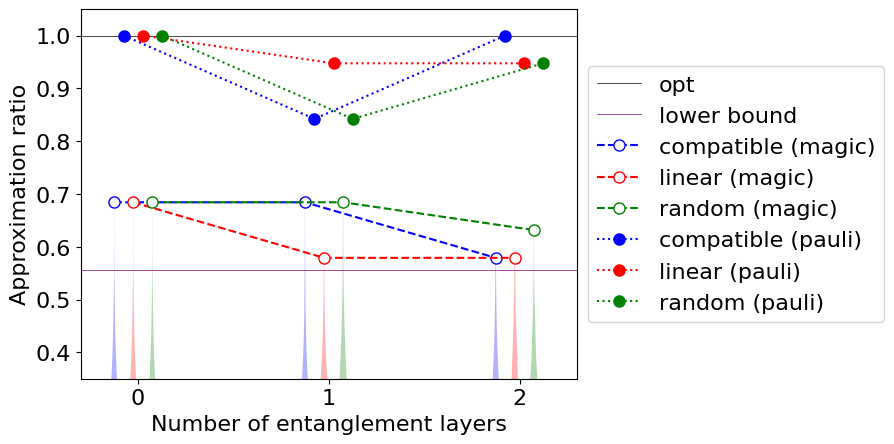 1.0
0.9
0.8
0.7
0.6
0.5
0.4
Approximation ratio
0 1 2
Number of entanglement layers
opt
lower bound
compatible (magic)
linear (magic)
random (magic)
compatible (pauli)
linear (pauli)
random (pauli)